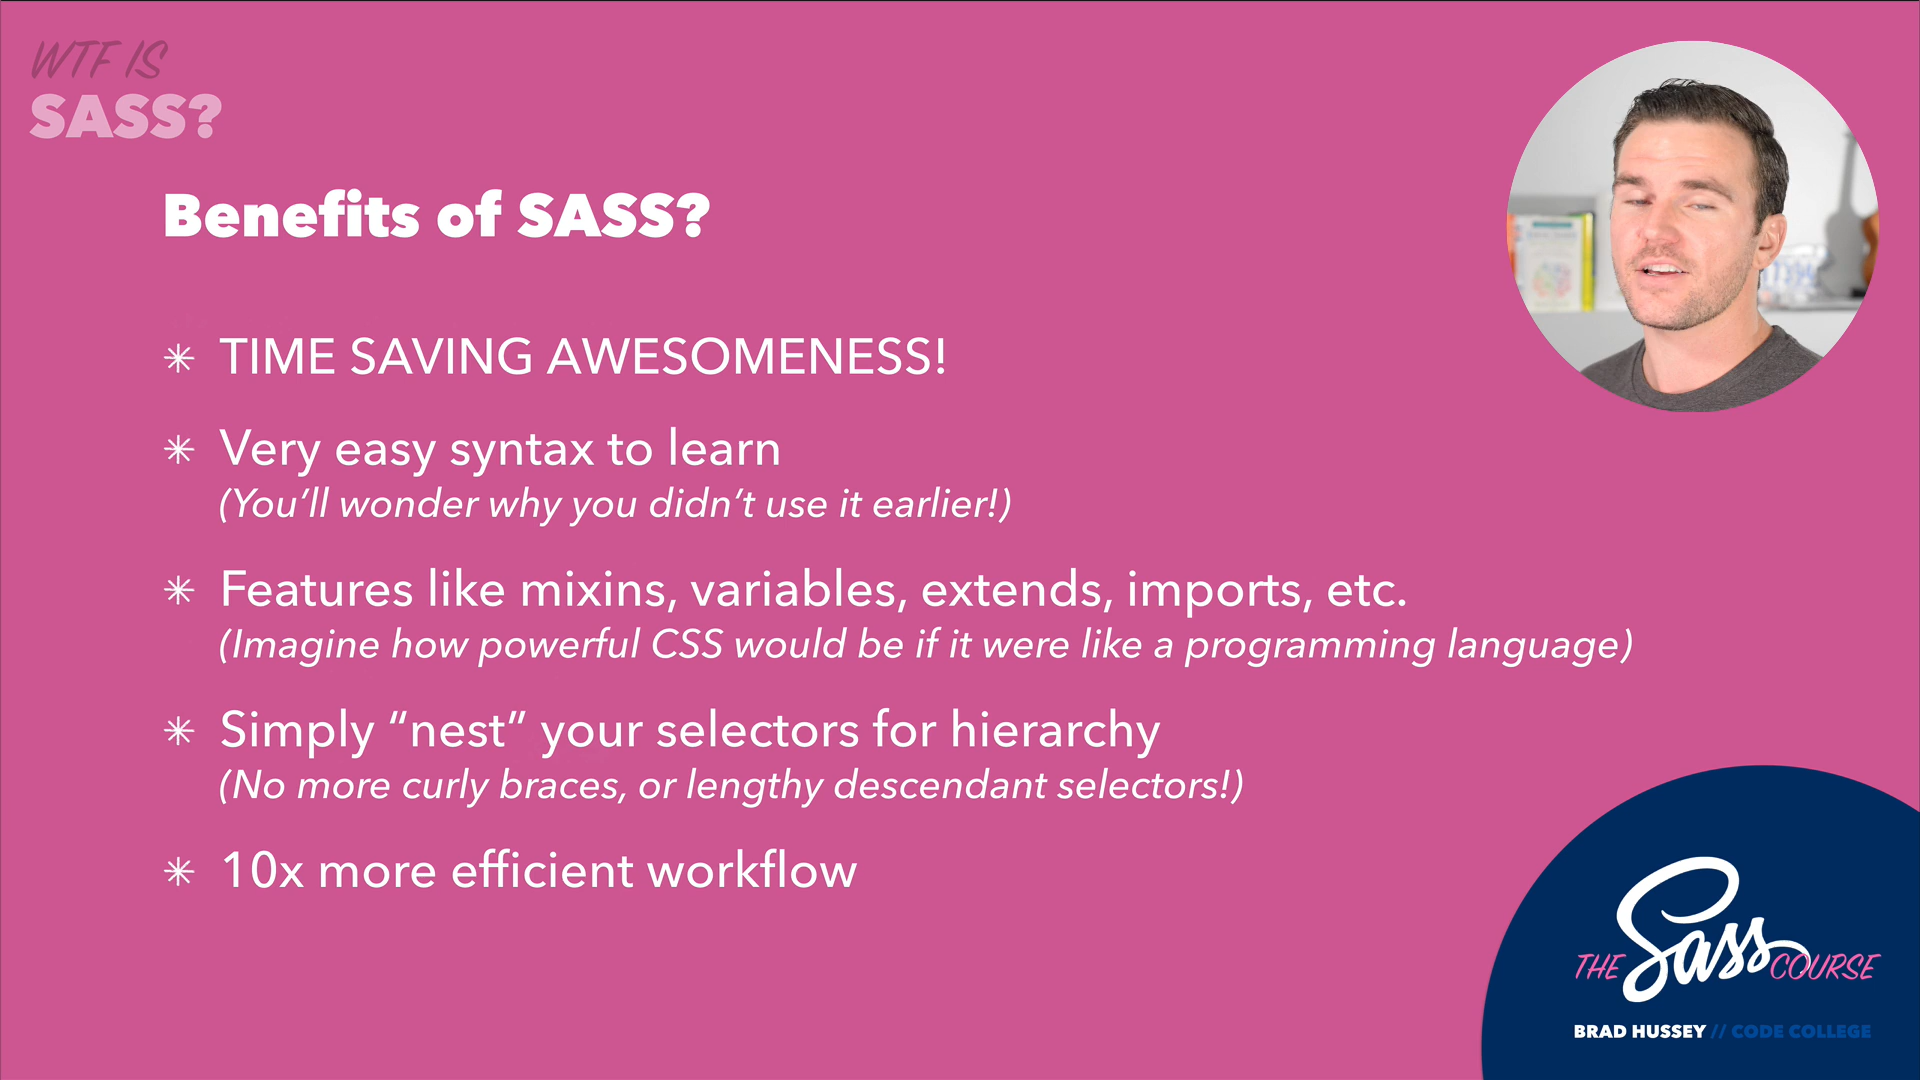 WTF IS
SASS?
Benefits of SASS?
✳ TIME SAVING AWESOMENESS!
✳ Very easy syntax to learn
(You’ll wonder why you didn’t use it earlier!)
✳ Features like mixins, variables, extends, imports, etc.
(Imagine how powerful CSS would be if it were like a programming language)
✳ Simply “nest” your selectors for hierarchy
(No more curly braces, or lengthy descendant selectors!)
✳ 10x more efficient workflow
THE Sass COURSE
BRAD HUSSEY // CODE COLLEGE